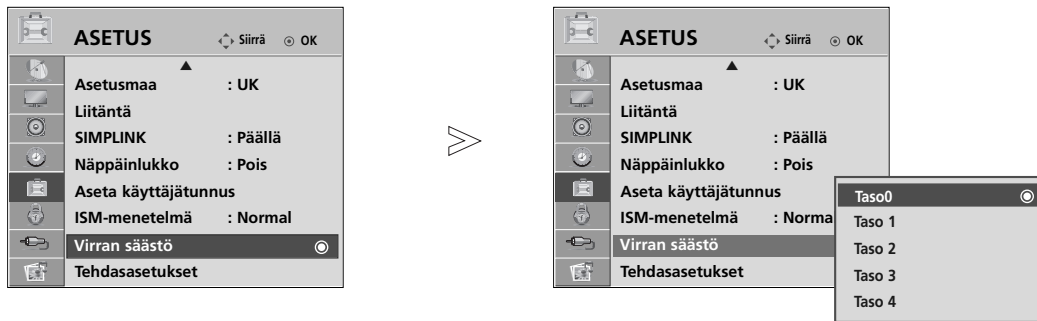 ASETUS Siirrä OK
Asetusmaa : UK
Liitäntä
SIMPLINK : Päällä
Näppäinlukko : Pois
Aseta käyttäjätunnus
ISM-menetelmä : Normal
Virran säästö
Tehdasasetukset
ASETUS Siirrä OK
Asetusmaa : UK
Liitäntä
SIMPLINK : Päällä
Näppäinlukko : Pois
Aseta käyttäjätunnus
ISM-menetelmä : Norma
Virran säästö
Tehdasasetukset
Taso0
Taso 1
Taso 2
Taso 3
Taso 4